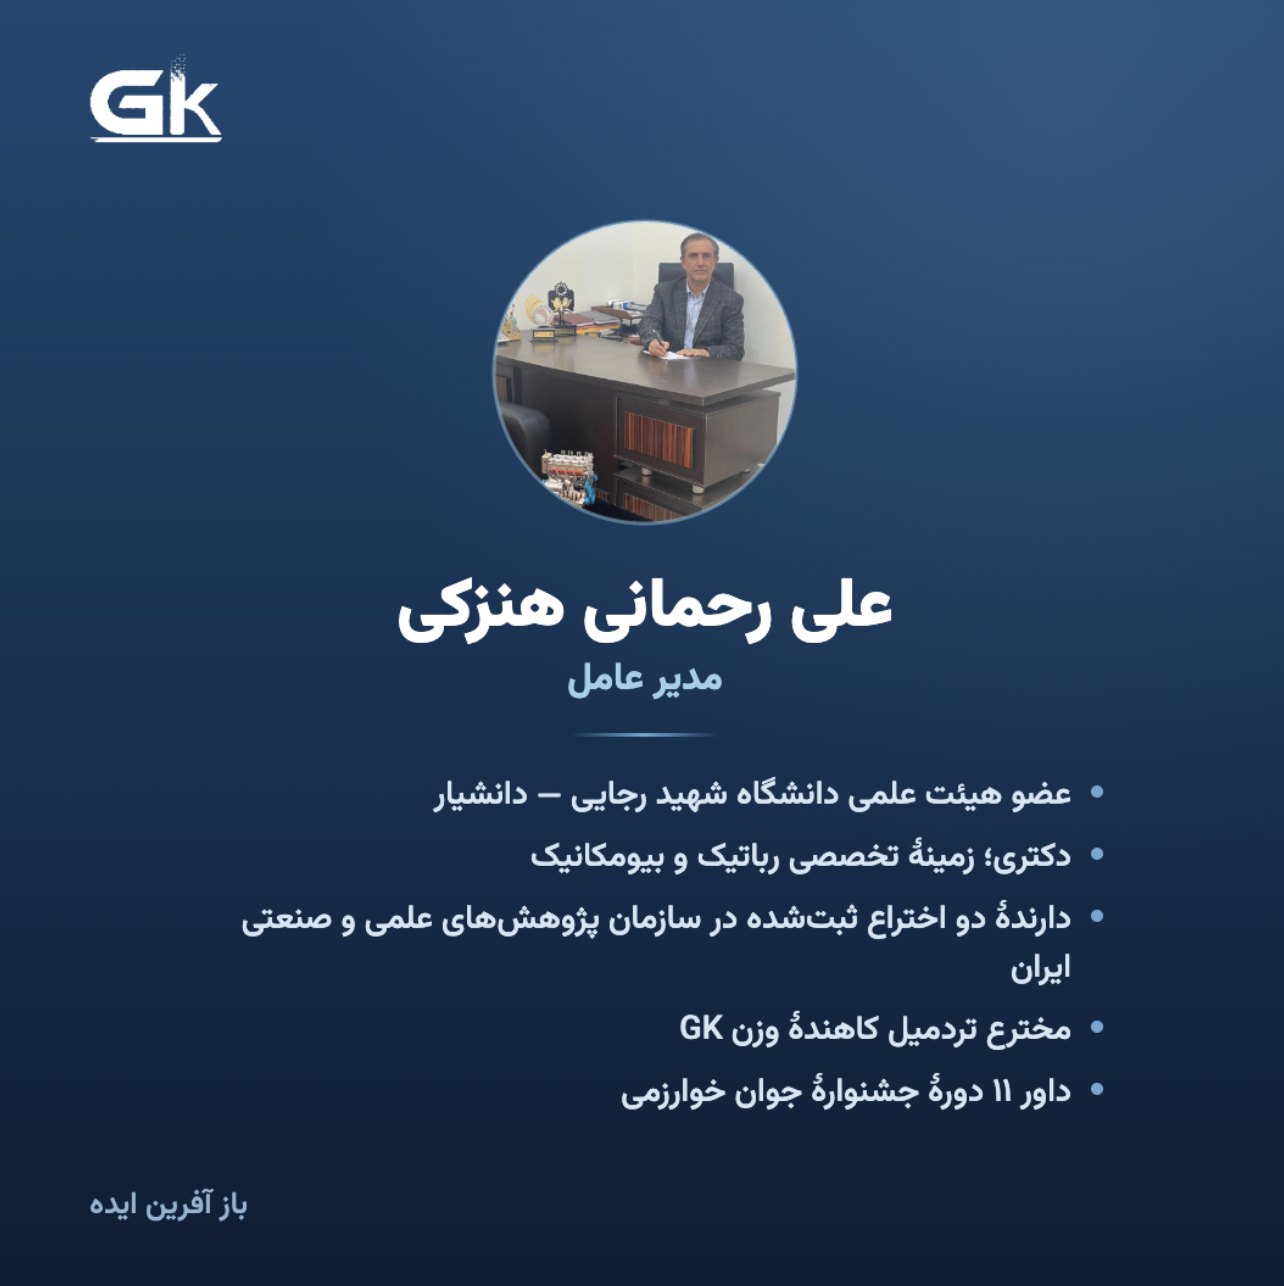 Gk
علی رحمانی هنزکی
مدیر عامل
عضو هیئت علمی دانشگاه شهید رجایی — دانشیار
دکتری؛ زمینهٔ تخصصی رباتیک و بیومکانیک
دارندهٔ دو اختراع ثبت‌شده در سازمان پژوهش‌های علمی و صنعتی
ایران
مخترع تردمیل کاهندهٔ وزن GK
داور ۱۱ دورهٔ جشنوارهٔ جوان خوارزمی
باز آفرین ایده